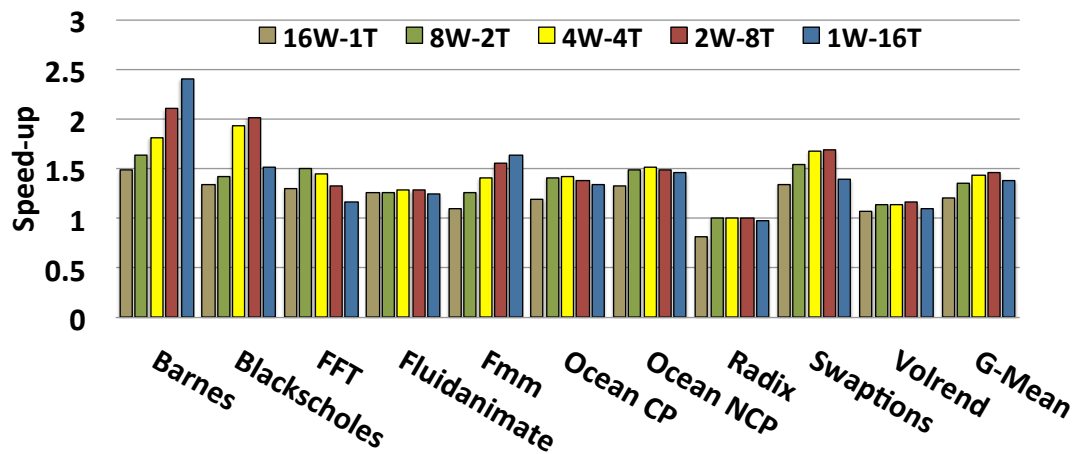 3
16W-1T 8W-2T 4W-4T 2W-8T 1W-16T
2.5
2
1.5
1
0.5
0
Speed-up
Barnes
Blackscholes
FFT
Fluidanimate
Fmm
Ocean CP
Ocean NCP
Radix
Swaptions
Volrend
G-Mean